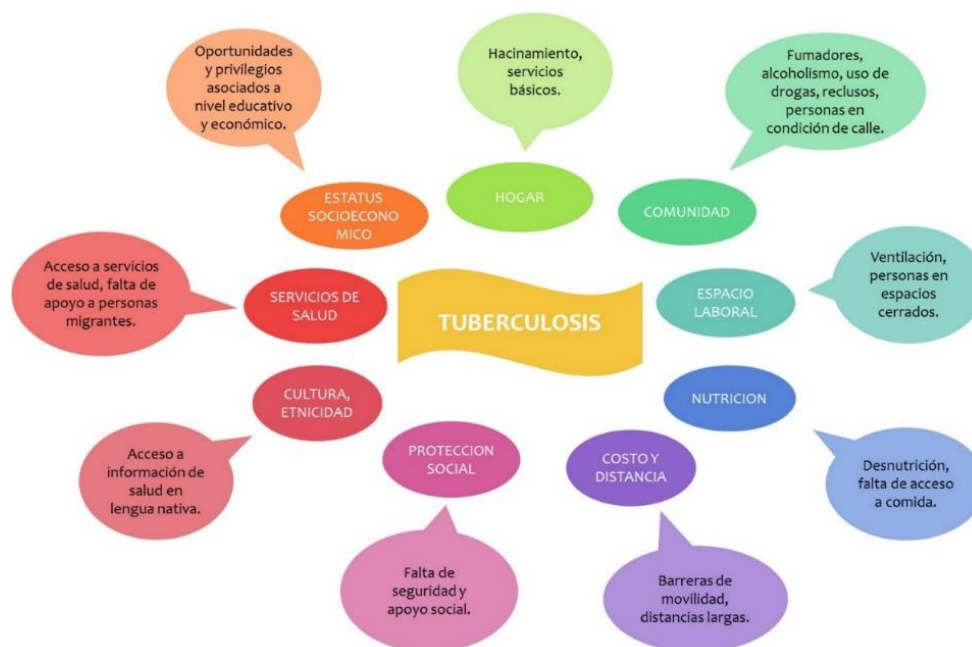 Oportunidades
y privilegios
asociados a
nivel educativo
y económico.
Hacinamiento,
servicios
básicos.
Fumadores,
alcoholismo, uso de
drogas, reclusos,
personas en
condición de calle.
ESTATUS
SOCIOECONO
MICO
HOGAR
COMUNIDAD
Acceso a servicios
de salud, falta de
apoyo a personas
migrantes.
SERVICIOS DE
SALUD
TUBERCULOSIS
ESPACIO
LABORAL
Ventilación,
personas en
espacios
cerrados.
CULTURA,
ETNICIDAD
NUTRICION
Acceso a
información de
salud en
lengua nativa.
PROTECCION
SOCIAL
COSTO Y
DISTANCIA
Desnutrición,
falta de acceso
a comida.
Falta de
seguridad y
apoyo social.
Barreras de
movilidad,
distancias largas.